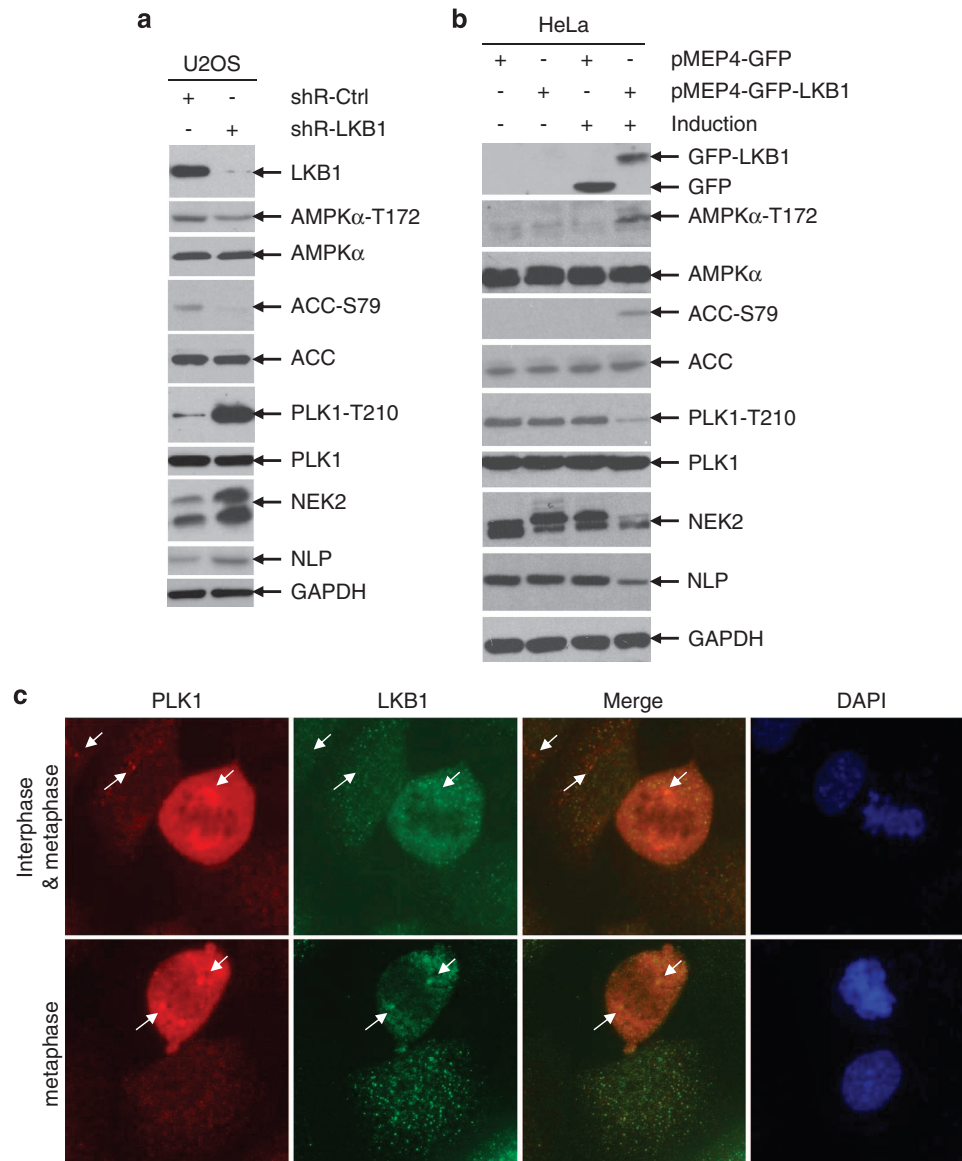 a
U2OS
+ - shR-Ctrl
- + shR-LKB1
LKB1
AMPKα-T172
AMPKα
ACC-S79
ACC
PLK1-T210
PLK1
NEK2
NLP
GAPDH
b
HeLa
+ - + - pMEP4-GFP
- + - + pMEP4-GFP-LKB1
- - + + Induction
GFP-LKB1
GFP
AMPKα-T172
AMPKα
ACC-S79
ACC
PLK1-T210
PLK1
NEK2
NLP
GAPDH
c
PLK1 LKB1 Merge DAPI
Interphase
& metaphase
metaphase